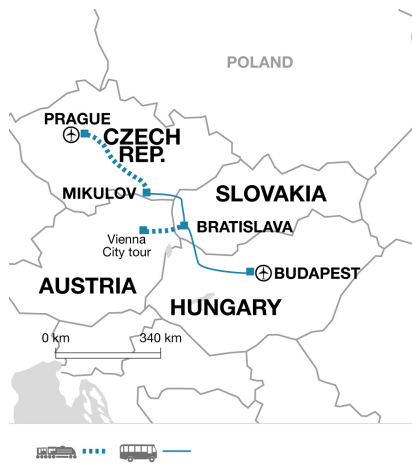 POLAND
PRAGUE
CZECH
REP.
MIKULOV
SLOVAKIA
BRATISLAVA
Vienna
City tour
AUSTRIA
BUDAPEST
HUNGARY
0 km
340 km